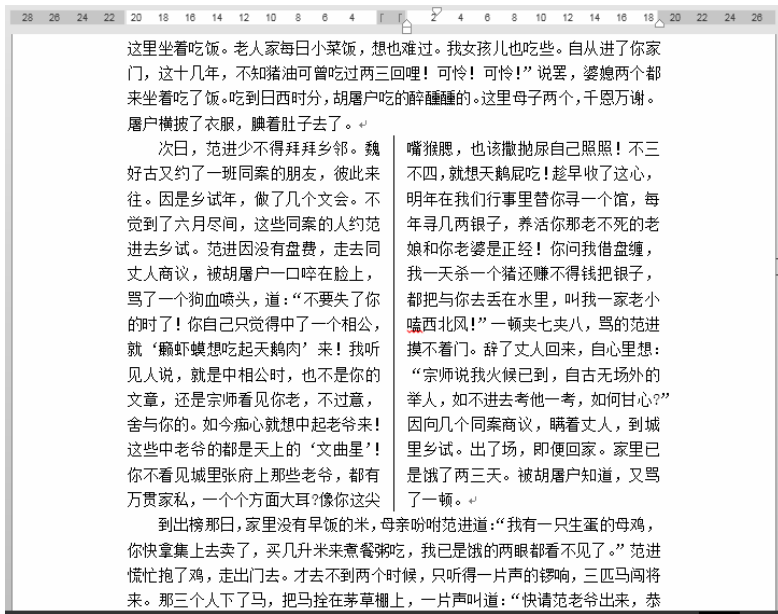 28 26 24 22 20 18 16 14 12 10 8 6 4 2 4 6 8 10 12 14 16 18 20 22 24 26
这里坐着吃饭。老人家每日小菜饭，想也难过。我女孩儿也吃些。自从进了你家
门，这十几年，不知猪油可曾吃过两三回哩！可怜！可怜！”说罢，婆媳两个都
来坐着吃了饭。吃到日西时分，胡屠户吃的醉醺醺的。这里母子两个，千恩万谢。
屠户横披了衣服，腆着肚子去了。
次日，范进少不得拜拜乡邻。魏
好古又约了一班同案的朋友，彼此来
往。因是乡试年，做了几个文会。不
觉到了六月尽间，这些同案的人约范
进去乡试。范进因没有盘费，走去同
丈人商议，被胡屠户一口啐在脸上，
骂了一个狗血喷头，道：“不要失了你
的时了！你自己只觉得中了一个相公，
就‘癞虾蟆想吃起天鹅肉’来！我听
见人说，就是中相公时，也不是你的
文章，还是宗师看见你老，不过意，
舍与你的。如今痴心就想中起老爷来！
这些中老爷的都是天上的‘文曲星’！
你不看见城里张府上那些老爷，都有
万贯家私，一个个方面大耳?像你这尖
嘴猴腮，也该撒抛尿自己照照！不三
不四，就想天鹅屁吃！趁早收了这心，
明年在我们行事里替你寻一个馆，每
年寻几两银子，养活你那老不死的老
娘和你老婆是正经！你问我借盘缠，
我一天杀一个猪还赚不得钱把银子，
都把与你去丢在水里，叫我一家老小
嗑西北风！”一顿夹七夹八，骂的范进
摸不着门。辞了丈人回来，自心里想：
“宗师说我火候已到，自古无场外的
举人，如不进去考他一考，如何甘心?”
因向几个同案商议，瞒着丈人，到城
里乡试。出了场，即便回家。家里已
是饿了两三天。被胡屠户知道，又骂
了一顿。
到出榜那日，家里没有早饭的米，母亲吩咐范进道：“我有一只生蛋的母鸡，
你快拿集上去卖了，买几升米来煮餐粥吃，我已是饿的两眼都看不见了。”范进
慌忙抱了鸡，走出门去。才去不到两个时候，只听得一片声的锣响，三匹马闯将
来。那三个人下了马，把马拴在茅草棚上，一片声叫道：“快请范老爷出来，恭